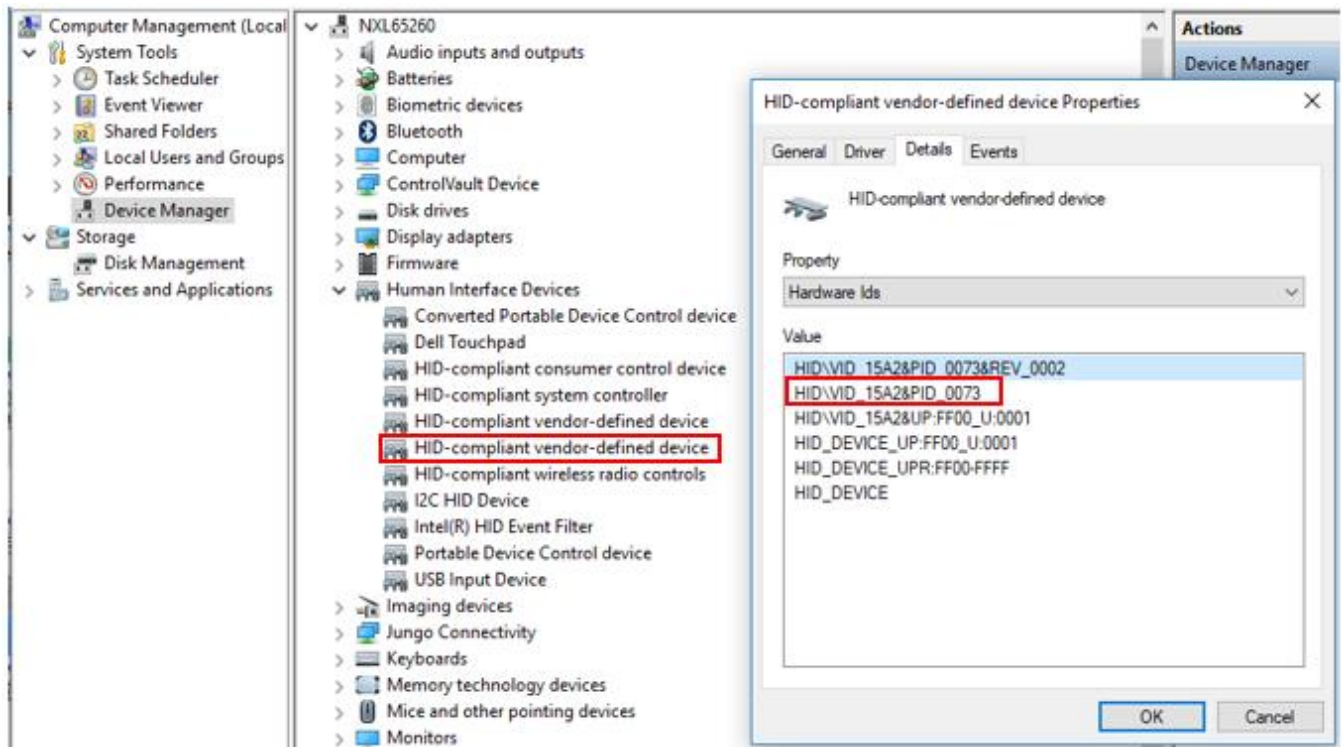 Computer Management (Local
System Tools
Task Scheduler
Event Viewer
Shared Folders
Local Users and Groups
Performance
Device Manager
Storage
Disk Management
Services and Applications
NXL65260
Audio inputs and outputs
Batteries
Biometric devices
Bluetooth
Computer
ControlVault Device
Disk drives
Display adapters
Firmware
Human Interface Devices
Converted Portable Device Control device
Dell Touchpad
HID-compliant consumer control device
HID-compliant system controller
HID-compliant vendor-defined device
HID-compliant vendor-defined device
HID-compliant wireless radio controls
I2C HID Device
Intel(R) HID Event Filter
Portable Device Control device
USB Input Device
Imaging devices
Jungo Connectivity
Keyboards
Memory technology devices
Mice and other pointing devices
Monitors
Actions
Device Manager
HID-compliant vendor-defined device Properties
General Driver Details Events
HID-compliant vendor-defined device
Property
Hardware Ids
Value
HID\VID_15A2&PID_0073&REV_0002
HID\VID_15A2&PID_0073
HID\VID_15A2&UP:FF00_U:0001
HID_DEVICE_UP:FF00_U:0001
HID_DEVICE_UPR:FF00-FFFF
HID_DEVICE
OK Cancel